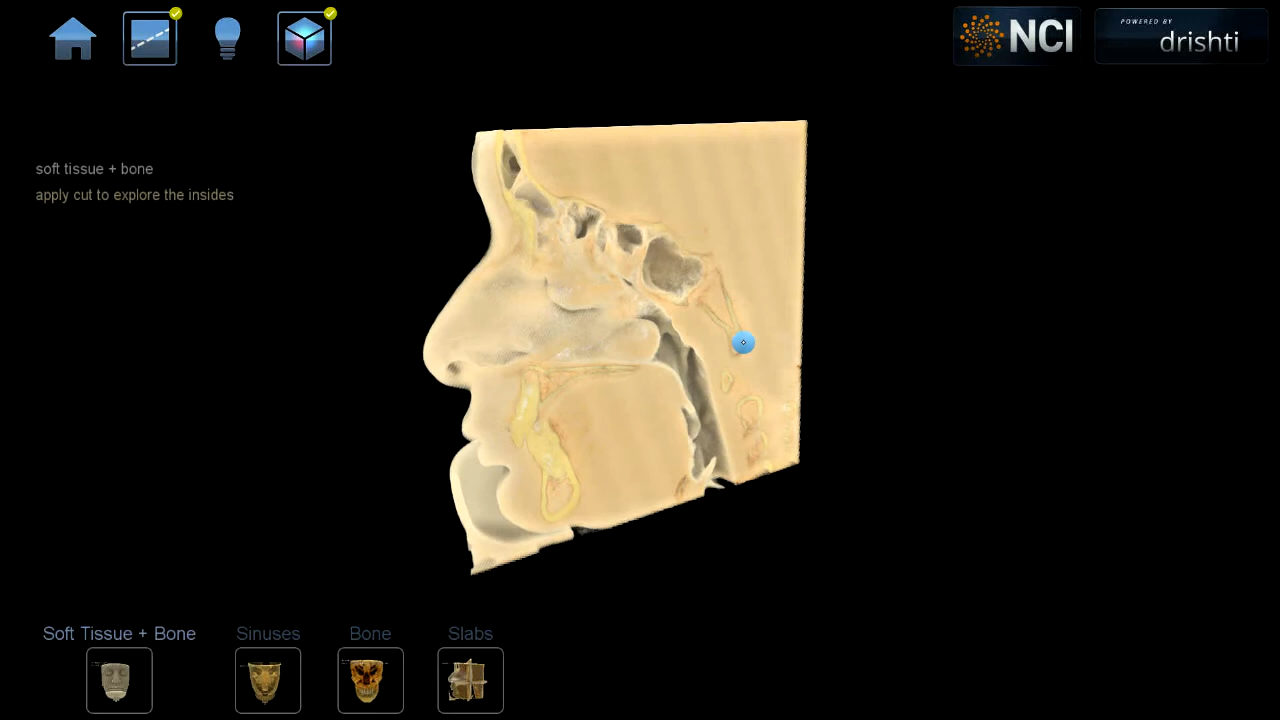 NCI
POWERED BY
drishti
soft tissue + bone
apply cut to explore the insides
Soft Tissue + Bone
Sinuses
Bone
Slabs